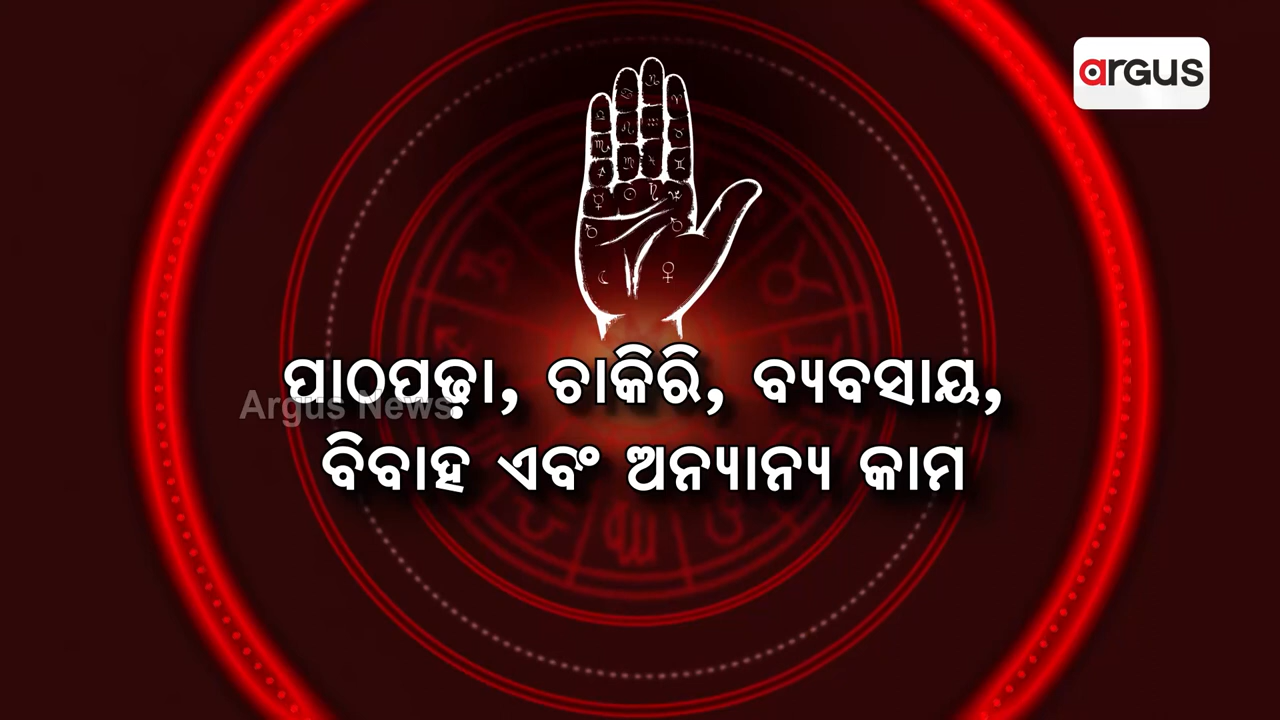 argus
ପାଠପଢ଼ା, ଚାକିରି, ବ୍ୟବସାୟ,
Argus News
ବିବାହ ଏବଂ ଅନ୍ୟାନ୍ୟ କାମ